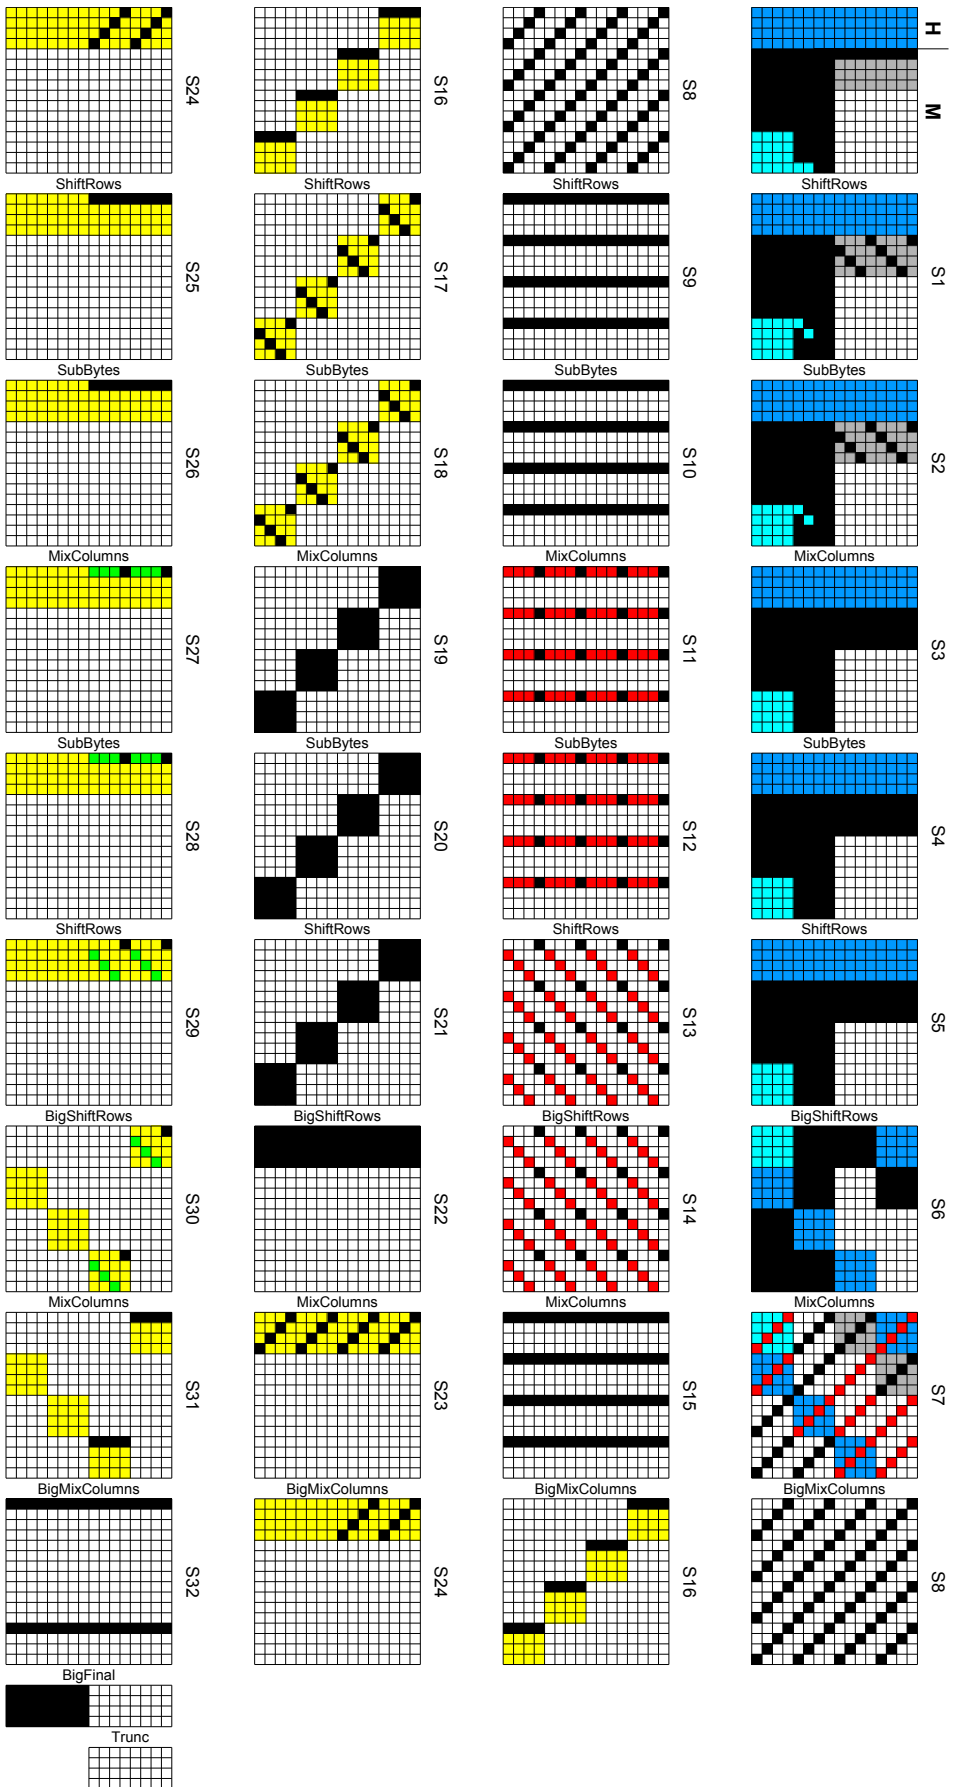 H
M
ShiftRows
S1
SubBytes
S2
MixColumns
S3
SubBytes
S4
ShiftRows
S5
BigShiftRows
S6
MixColumns
S7
BigMixColumns
S8
S8
ShiftRows
S9
SubBytes
S10
MixColumns
S11
SubBytes
S12
ShiftRows
S13
BigShiftRows
S14
MixColumns
S15
BigMixColumns
S16
S16
ShiftRows
S17
SubBytes
S18
MixColumns
S19
SubBytes
S20
ShiftRows
S21
BigShiftRows
S22
MixColumns
S23
BigMixColumns
S24
S24
ShiftRows
S25
SubBytes
S26
MixColumns
S27
SubBytes
S28
ShiftRows
S29
BigShiftRows
S30
MixColumns
S31
BigMixColumns
S32
BigFinal
Trunc